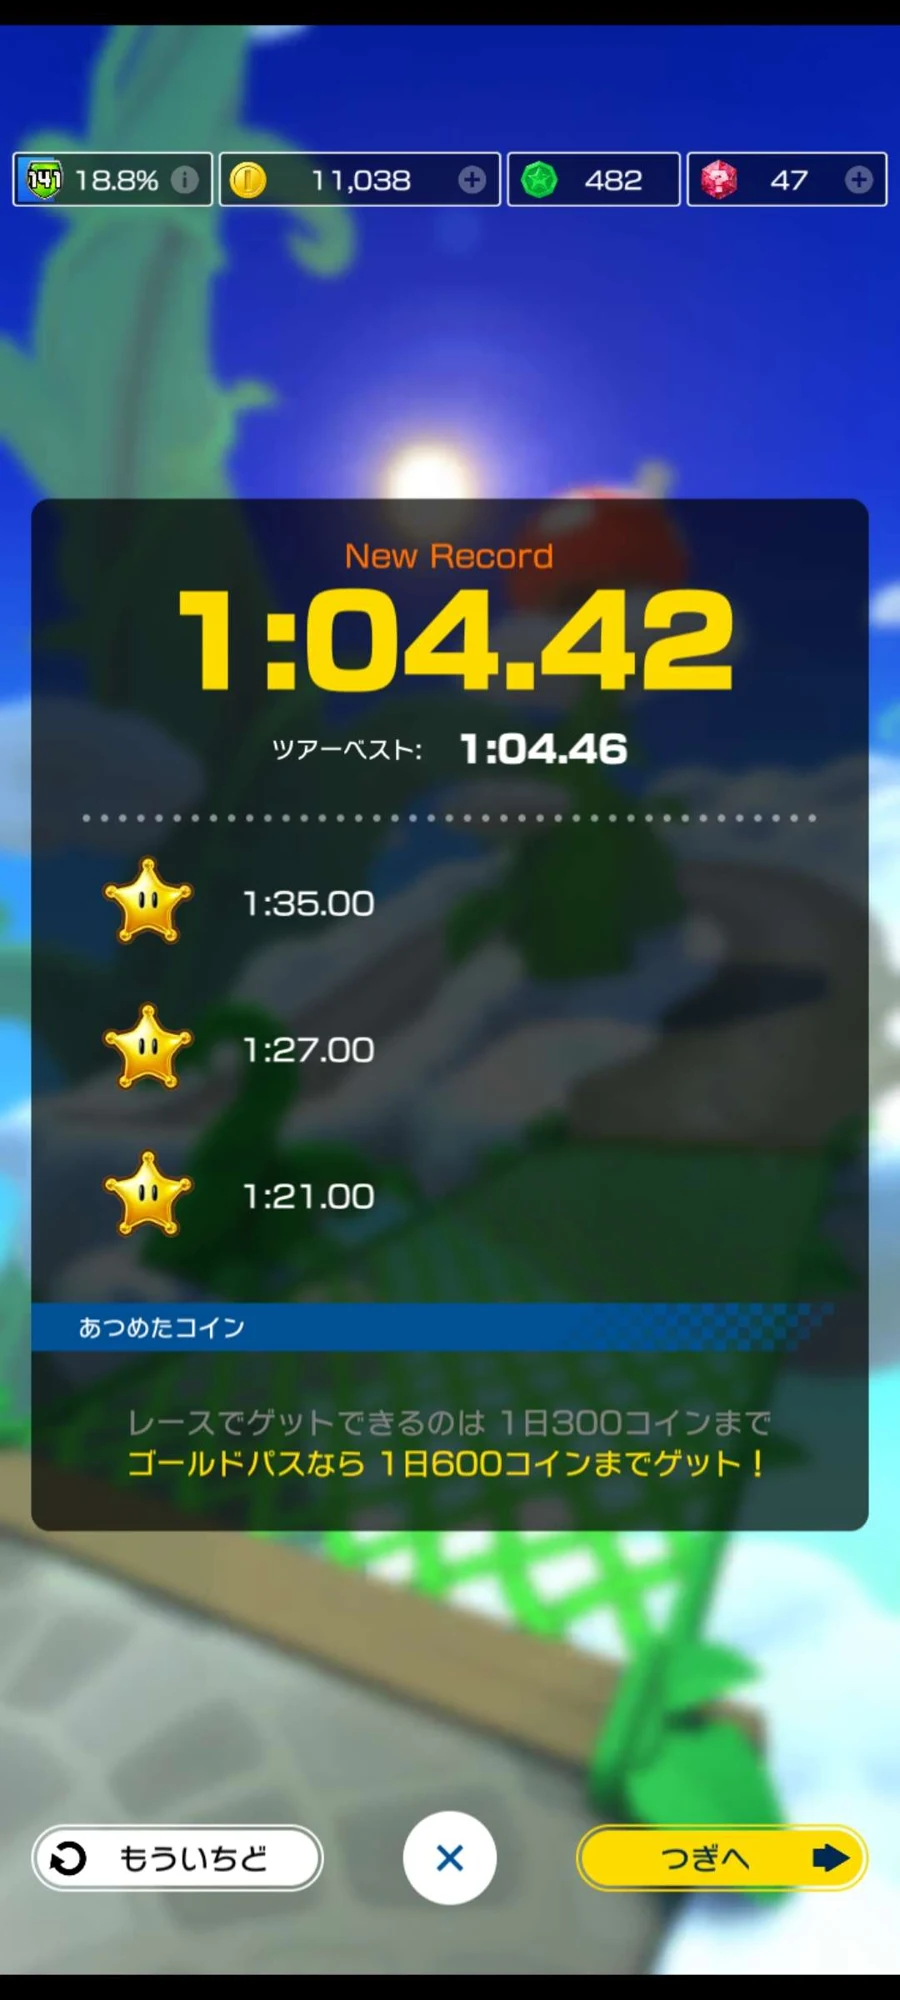 141 18.8% i 11,038 + 482 ? 47 +
New Record
1:04.42
ツアーベスト: 1:04.46
1:35.00
1:27.00
1:21.00
あつめたコイン
レースでゲットできるのは 1日300コインまで
ゴールドパスなら 1日600コインまでゲット！
もういちど × つぎへ